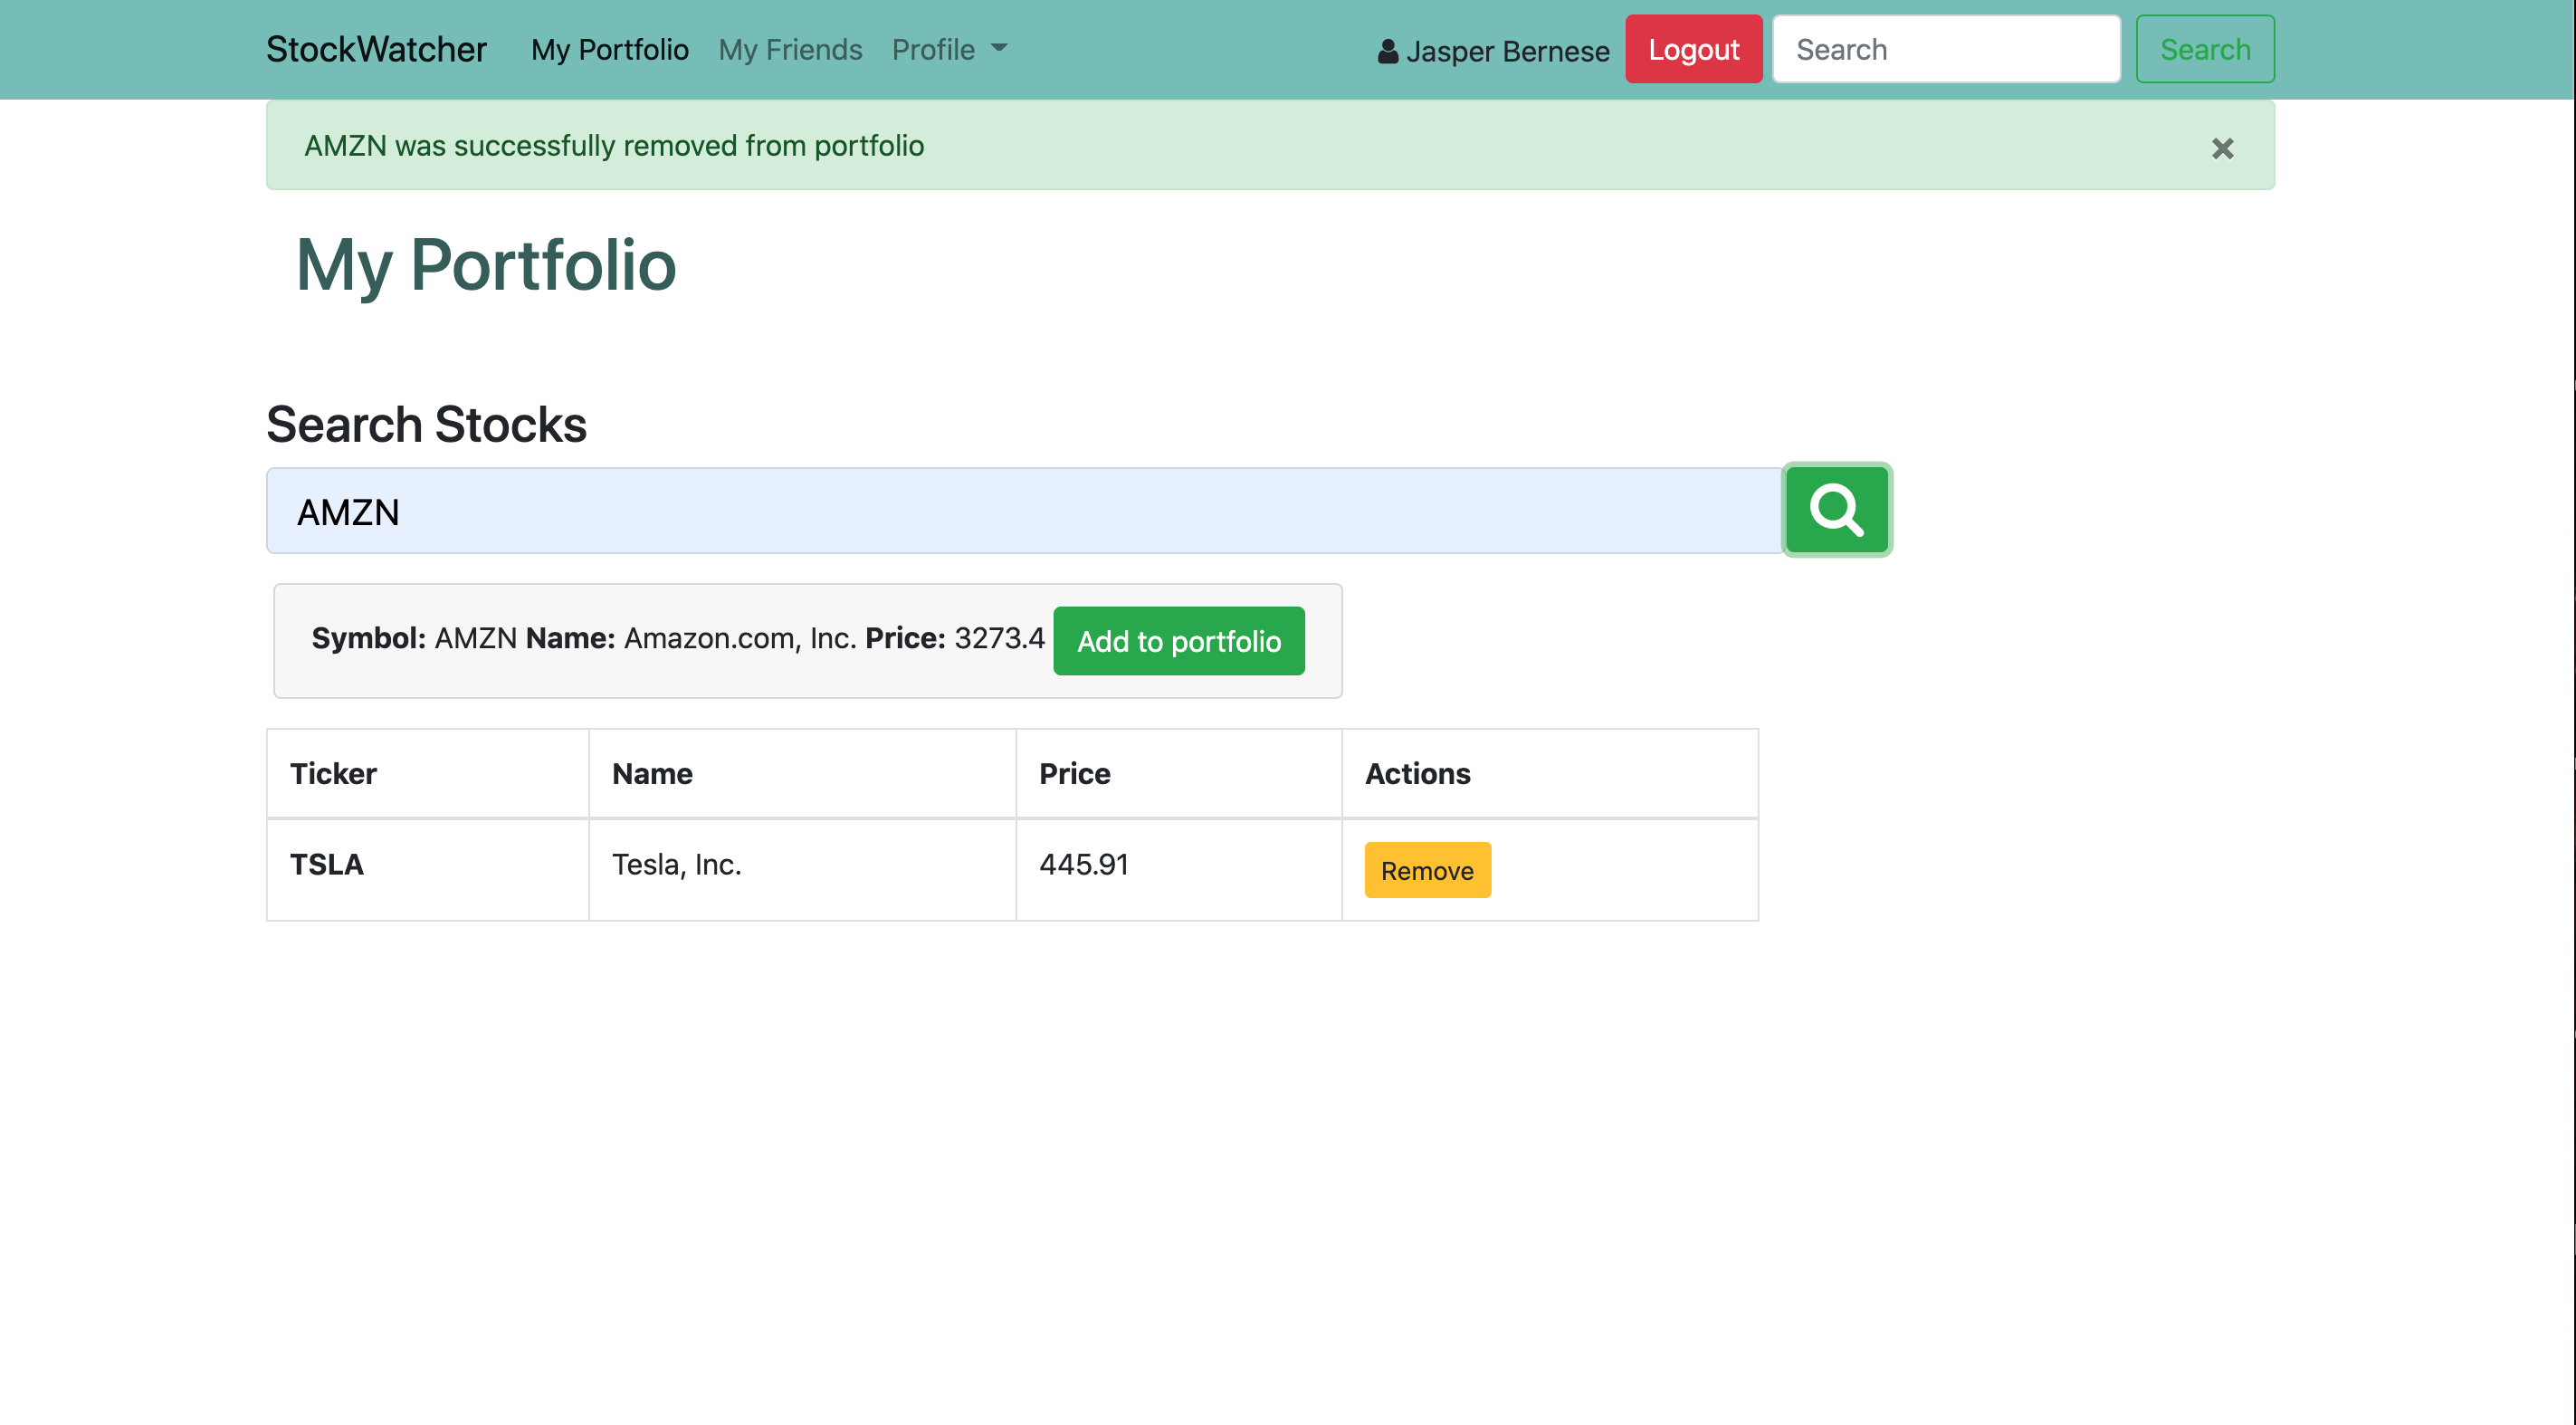 StockWatcher My Portfolio My Friends Profile Jasper Bernese Logout Search Search
AMZN was successfully removed from portfolio ×
My Portfolio
Search Stocks
AMZN
Symbol: AMZN Name: Amazon.com, Inc. Price: 3273.4 Add to portfolio
Ticker Name Price Actions
TSLA Tesla, Inc. 445.91 Remove